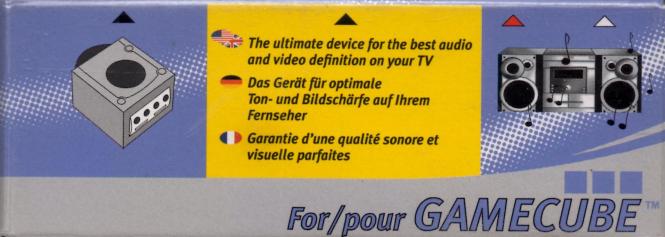 The ultimate device for the best audio
and video definition on your TV
Das Gerät für optimale
Ton- und Bildschärfe auf Ihrem
Fernseher
Garantie d'une qualité sonore et
visuelle parfaites
For/pour GAMECUBE™